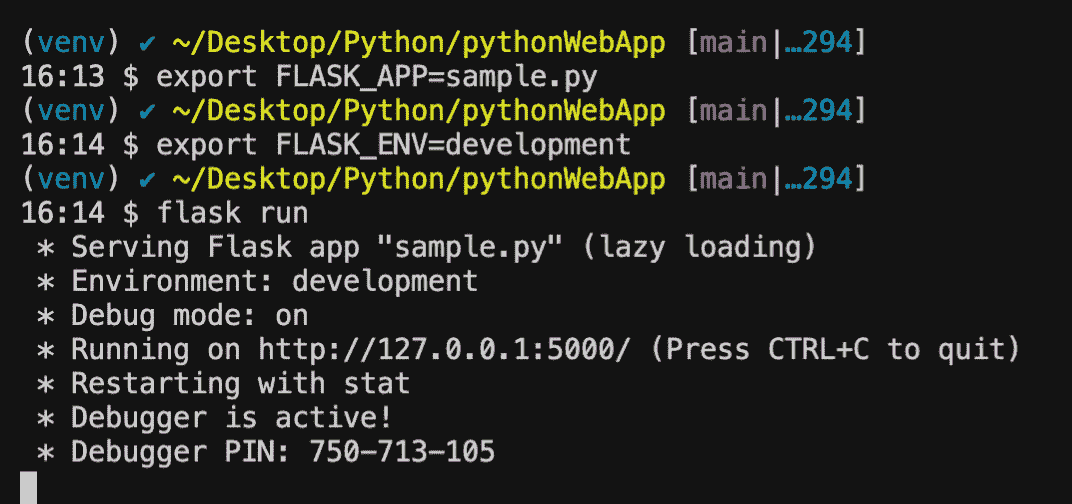 (venv) ✔ ~/Desktop/Python/pythonWebApp [main|…294]
16:13 $ export FLASK_APP=sample.py
(venv) ✔ ~/Desktop/Python/pythonWebApp [main|…294]
16:14 $ export FLASK_ENV=development
(venv) ✔ ~/Desktop/Python/pythonWebApp [main|…294]
16:14 $ flask run
 * Serving Flask app "sample.py" (lazy loading)
 * Environment: development
 * Debug mode: on
 * Running on http://127.0.0.1:5000/ (Press CTRL+C to quit)
 * Restarting with stat
 * Debugger is active!
 * Debugger PIN: 750-713-105